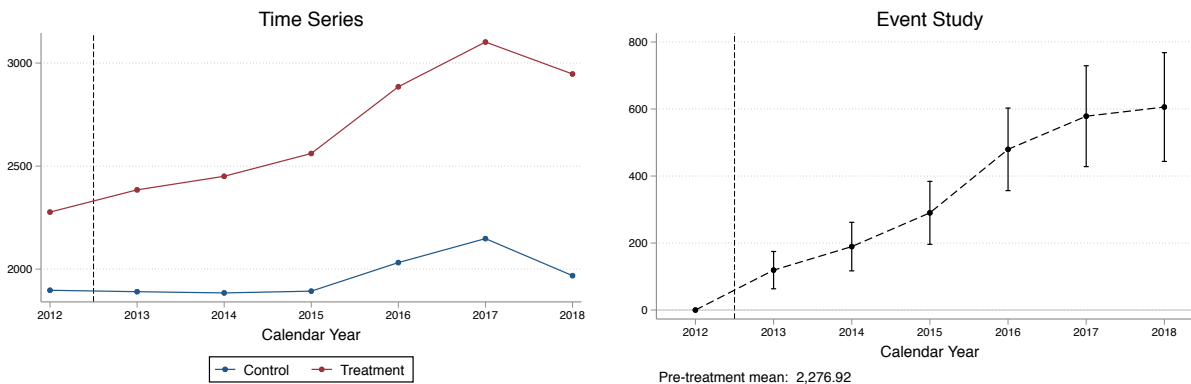 Time Series
3000
2500
2000
2012 2013 2014 2015 2016 2017 2018
Calendar Year
Control Treatment
Event Study
800
600
400
200
0
2012 2013 2014 2015 2016 2017 2018
Calendar Year
Pre-treatment mean: 2,276.92